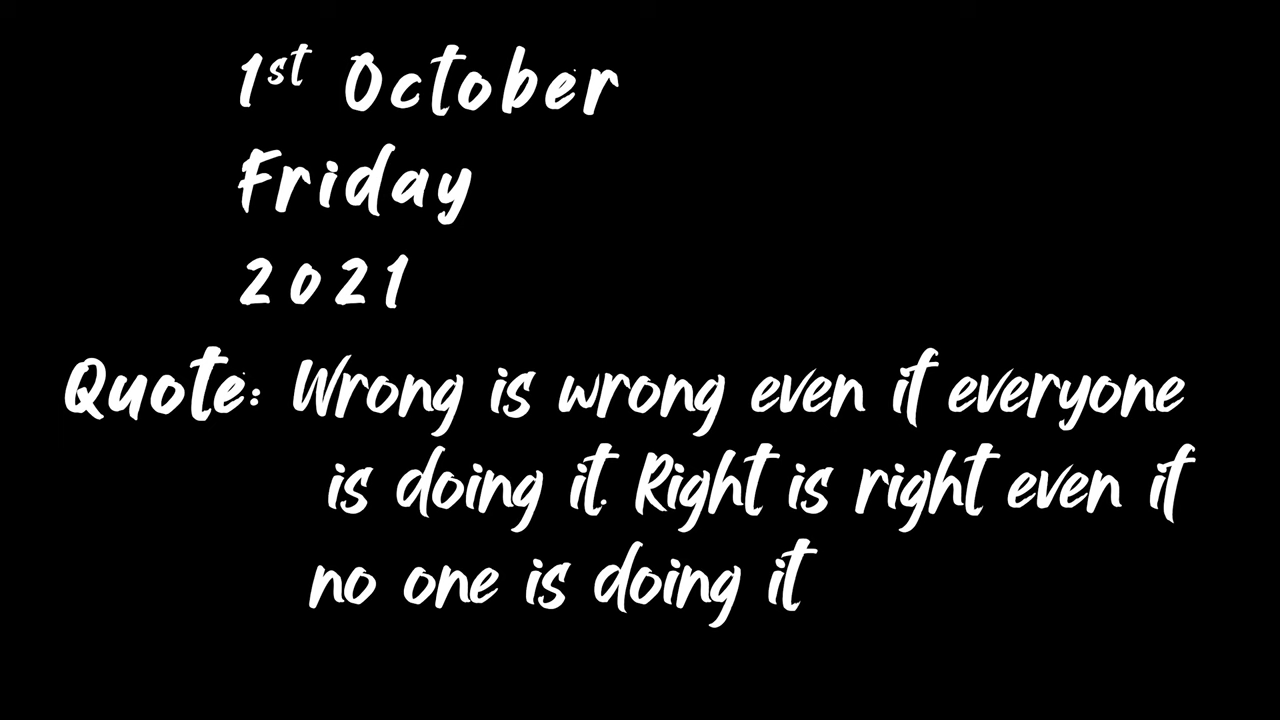 1st October
Friday
2021
Quote: Wrong is wrong even if everyone
is doing it. Right is right even if
no one is doing it